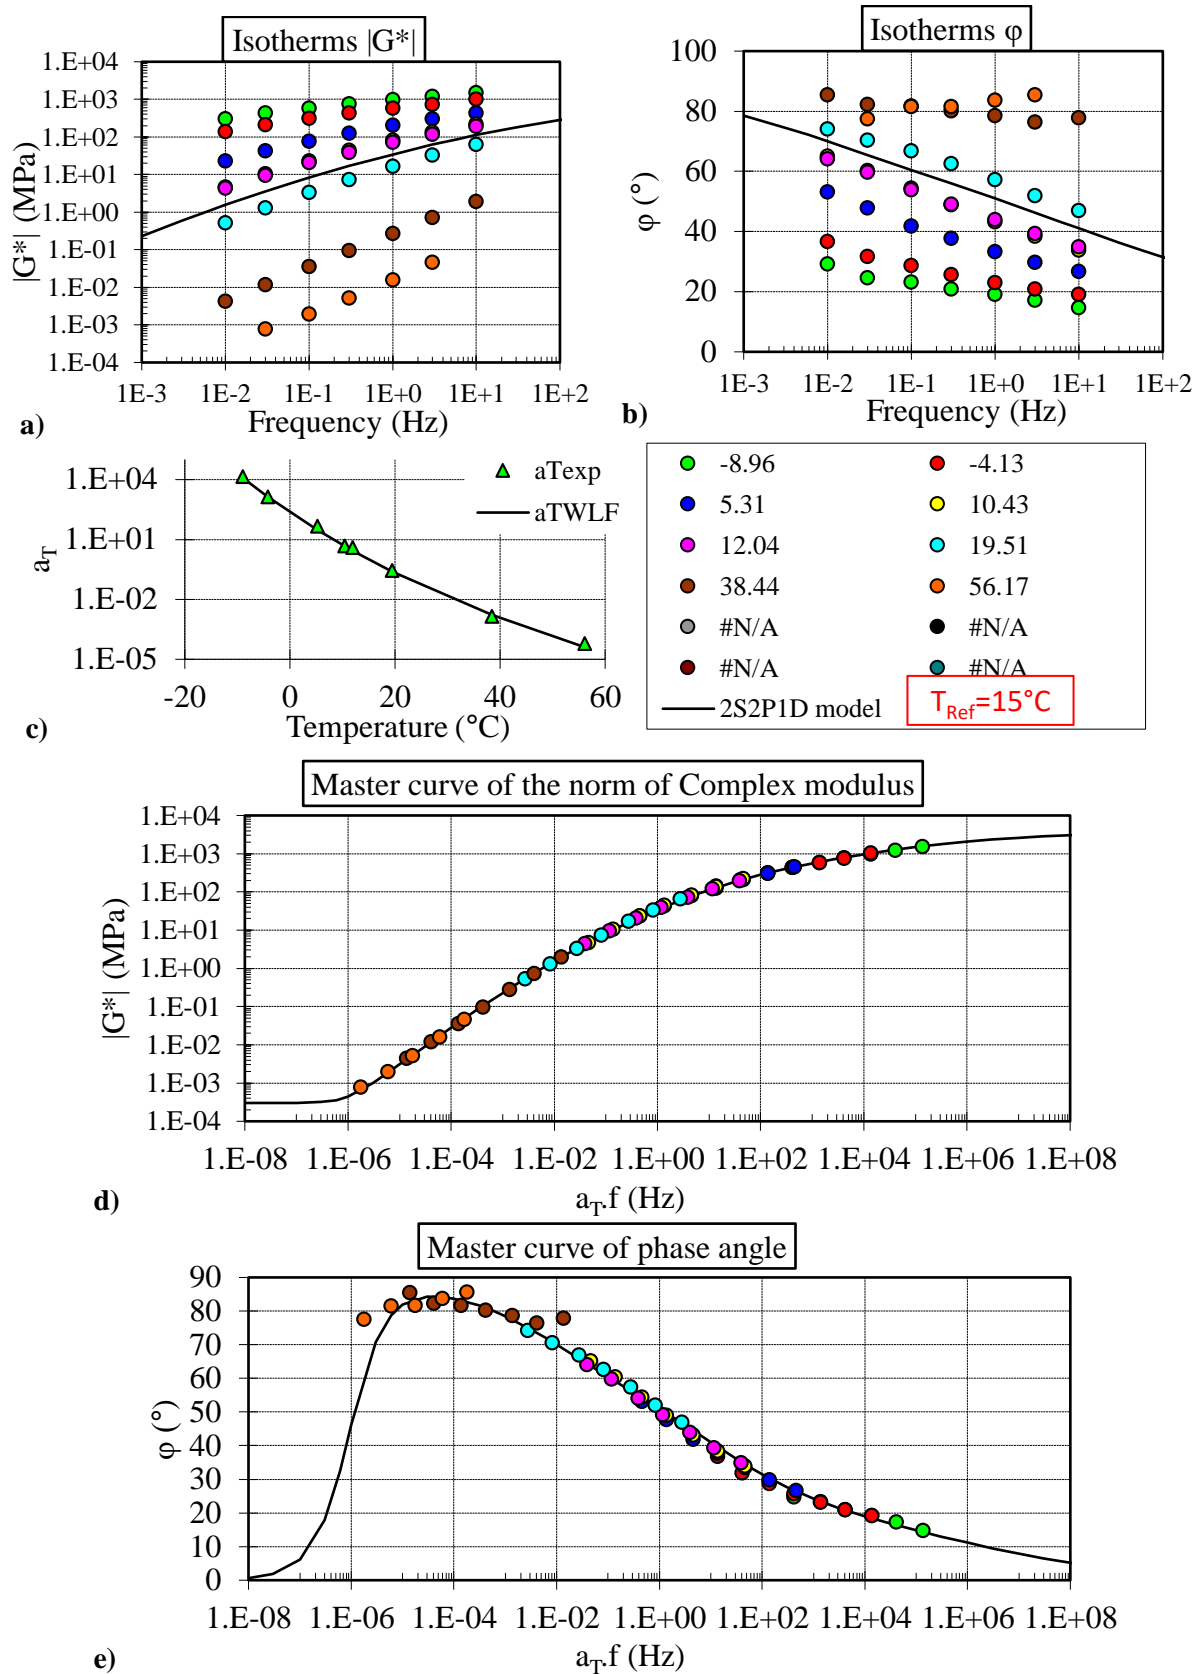 Isotherms |G*|
1.E+04
1.E+03
1.E+02
1.E+01
1.E+00
1.E-01
1.E-02
1.E-03
1.E-04
|G*| (MPa)
1E-3 1E-2 1E-1 1E+0 1E+1 1E+2
Frequency (Hz)
a)
Isotherms φ
100
80
60
40
20
0
φ (°)
1E-3 1E-2 1E-1 1E+0 1E+1 1E+2
Frequency (Hz)
b)
1.E+04
1.E+01
1.E-02
1.E-05
aT
aTexp
aTWLF
-20 0 20 40 60
Temperature (°C)
c)
-8.96 -4.13
5.31 10.43
12.04 19.51
38.44 56.17
#N/A #N/A
#N/A #N/A
2S2P1D model
TRef=15°C
Master curve of the norm of Complex modulus
1.E+04
1.E+03
1.E+02
1.E+01
1.E+00
1.E-01
1.E-02
1.E-03
1.E-04
|G*| (MPa)
1.E-08 1.E-06 1.E-04 1.E-02 1.E+00 1.E+02 1.E+04 1.E+06 1.E+08
aT.f (Hz)
d)
Master curve of phase angle
90
80
70
60
50
40
30
20
10
0
φ (°)
1.E-08 1.E-06 1.E-04 1.E-02 1.E+00 1.E+02 1.E+04 1.E+06 1.E+08
aT.f (Hz)
e)